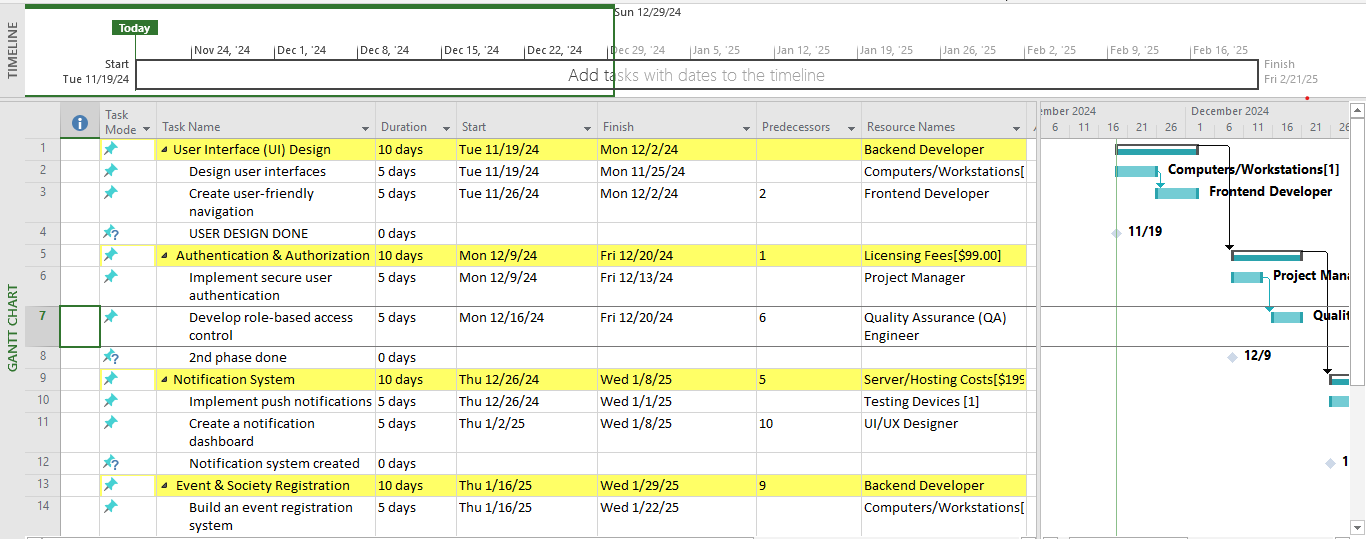 Sun 12/29/24
TIMELINE
Today
Nov 24, '24 Dec 1, '24 Dec 8, '24 Dec 15, '24 Dec 22, '24 Dec 29, '24 Jan 5, '25 Jan 12, '25 Jan 19, '25 Jan 26, '25 Feb 2, '25 Feb 9, '25 Feb 16, '25
Start
Tue 11/19/24
Add tasks with dates to the timeline
Finish
Fri 2/21/25
GANTT CHART
Task Mode Task Name Duration Start Finish Predecessors Resource Names
ember 2024 December 2024
6 11 16 21 26 1 6 11 16 21 26
1 User Interface (UI) Design 10 days Tue 11/19/24 Mon 12/2/24 Backend Developer
2 Design user interfaces 5 days Tue 11/19/24 Mon 11/25/24 Computers/Workstations[ Computers/Workstations[1]
3 Create user-friendly 5 days Tue 11/26/24 Mon 12/2/24 2 Frontend Developer Frontend Developer
navigation
4 USER DESIGN DONE 0 days 11/19
5 Authentication & Authorization 10 days Mon 12/9/24 Fri 12/20/24 1 Licensing Fees[$99.00]
6 Implement secure user 5 days Mon 12/9/24 Fri 12/13/24 Project Manager Project Mana
authentication
7 Develop role-based access 5 days Mon 12/16/24 Fri 12/20/24 6 Quality Assurance (QA) Qualit
control Engineer
8 2nd phase done 0 days 12/9
9 Notification System 10 days Thu 12/26/24 Wed 1/8/25 5 Server/Hosting Costs[$199
10 Implement push notifications 5 days Thu 12/26/24 Wed 1/1/25 Testing Devices [1]
11 Create a notification 5 days Thu 1/2/25 Wed 1/8/25 10 UI/UX Designer
dashboard
12 Notification system created 0 days 1
13 Event & Society Registration 10 days Thu 1/16/25 Wed 1/29/25 9 Backend Developer
14 Build an event registration 5 days Thu 1/16/25 Wed 1/22/25 Computers/Workstations[
system